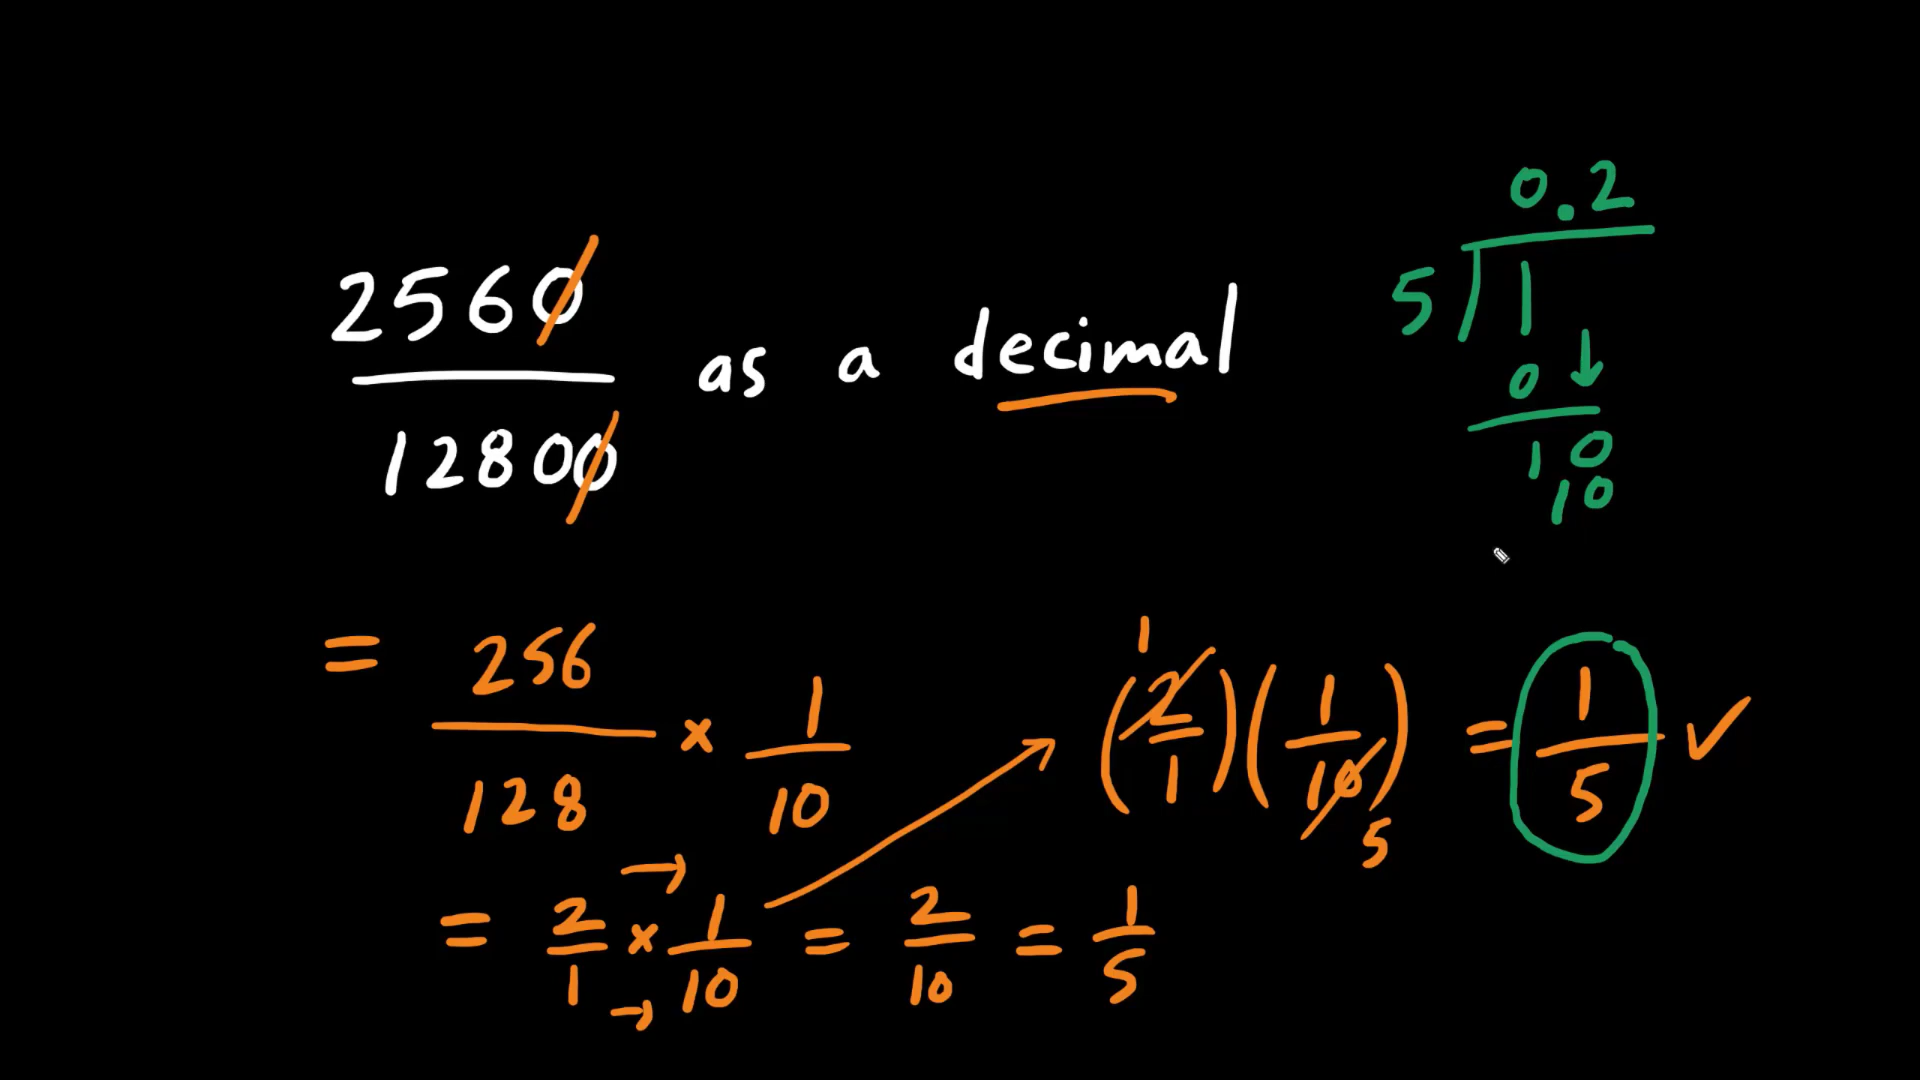 2560
12800
as a decimal
0.2
5 1
0
10
10
= 256/128 × 1/10
= 2/1 × 1/10 = 2/10 = 1/5
1
(2/1)(1/10) = 1/5 ✓
5